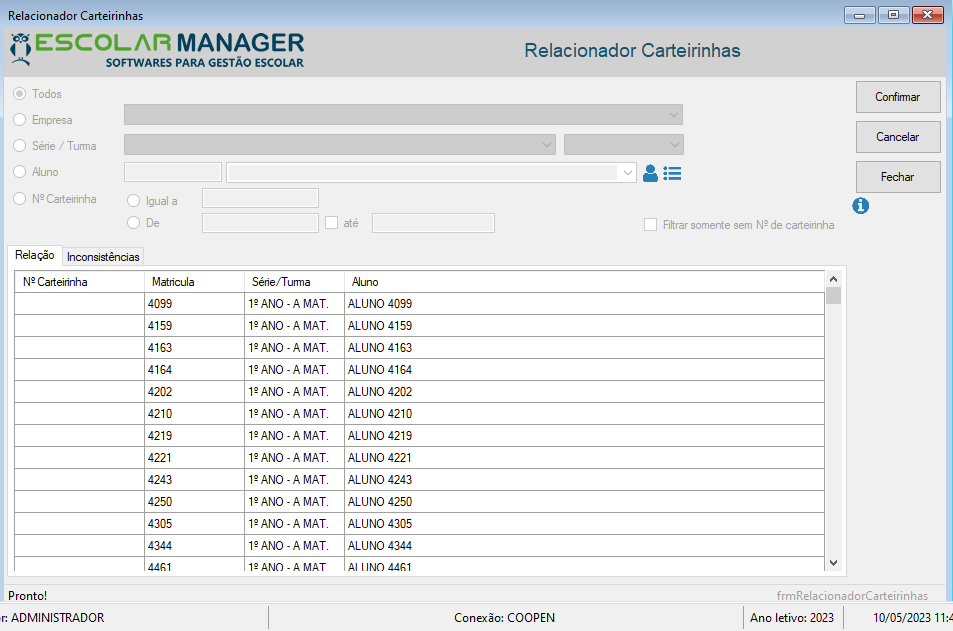 Relacionador Carteirinhas
ESCOLAR MANAGER
SOFTWARES PARA GESTÃO ESCOLAR
Relacionador Carteirinhas
Todos
Confirmar
Empresa
Série / Turma
Cancelar
Aluno
Fechar
Nº Carteirinha
Igual a
De
até
Filtrar somente sem Nº de carteirinha
Relação Inconsistências
Nº Carteirinha Matricula Série/Turma Aluno
4099 1º ANO - A MAT. ALUNO 4099
4159 1º ANO - A MAT. ALUNO 4159
4163 1º ANO - A MAT. ALUNO 4163
4164 1º ANO - A MAT. ALUNO 4164
4202 1º ANO - A MAT. ALUNO 4202
4210 1º ANO - A MAT. ALUNO 4210
4219 1º ANO - A MAT. ALUNO 4219
4221 1º ANO - A MAT. ALUNO 4221
4243 1º ANO - A MAT. ALUNO 4243
4250 1º ANO - A MAT. ALUNO 4250
4305 1º ANO - A MAT. ALUNO 4305
4344 1º ANO - A MAT. ALUNO 4344
4461 1º ANO - A MAT. ALUNO 4461
Pronto! frmRelacionadorCarteirinhas
r: ADMINISTRADOR Conexão: COOPEN Ano letivo: 2023 10/05/2023 11:4